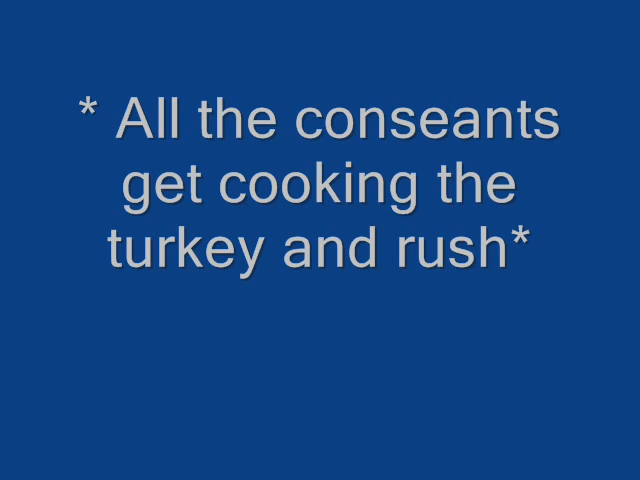 * All the conseants
get cooking the
turkey and rush*